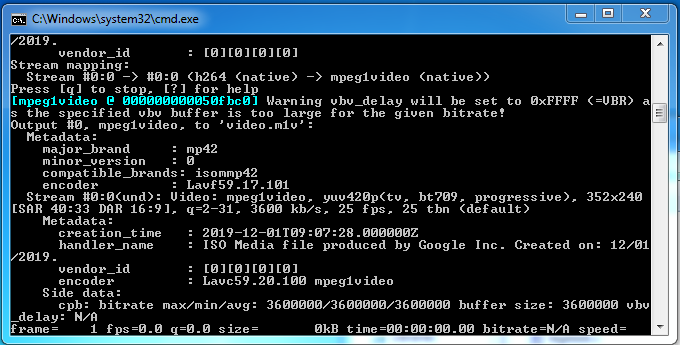 C:\Windows\system32\cmd.exe
/2019.
vendor_id : [0][0][0][0]
Stream mapping:
Stream #0:0 -> #0:0 (h264 (native) -> mpeg1video (native))
Press [q] to stop, [?] for help
[mpeg1video @ 000000000050fbc0] Warning vbv_delay will be set to 0xFFFF (=VBR) a
s the specified vbv buffer is too large for the given bitrate!
Output #0, mpeg1video, to 'video.m1v':
Metadata:
major_brand : mp42
minor_version : 0
compatible_brands: isommp42
encoder : Lavf59.17.101
Stream #0:0(und): Video: mpeg1video, yuv420p(tv, bt709, progressive), 352x240
[SAR 40:33 DAR 16:9], q=2-31, 3600 kb/s, 25 fps, 25 tbn (default)
Metadata:
creation_time : 2019-12-01T09:07:28.000000Z
handler_name : ISO Media file produced by Google Inc. Created on: 12/01
/2019.
vendor_id : [0][0][0][0]
encoder : Lavc59.20.100 mpeg1video
Side data:
cpb: bitrate max/min/avg: 3600000/3600000/3600000 buffer size: 3600000 vbv
_delay: N/A
frame= 1 fps=0.0 q=0.0 size= 0kB time=00:00:00.00 bitrate=N/A speed=